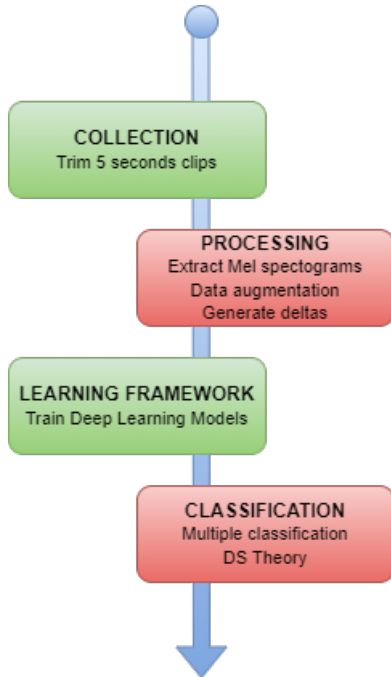 COLLECTION
Trim 5 seconds clips
PROCESSING
Extract Mel spectograms
Data augmentation
Generate deltas
LEARNING FRAMEWORK
Train Deep Learning Models
CLASSIFICATION
Multiple classification
DS Theory